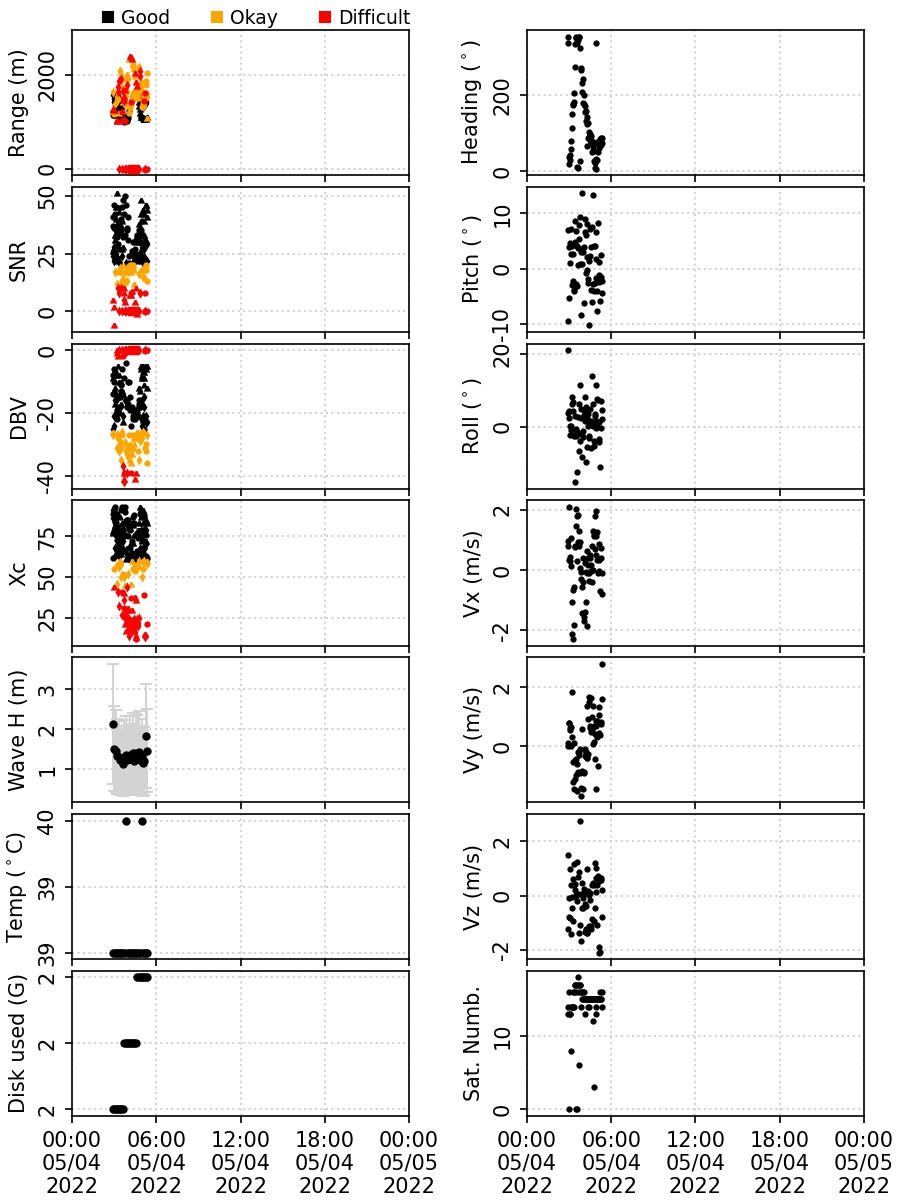 Good Okay Difficult
Range (m)
2000
0
Heading (°)
200
0
SNR
50
25
0
Pitch (°)
10
0
-10
DBV
0
-20
-40
Roll (°)
20
0
Xc
75
50
25
Vx (m/s)
2
0
-2
Wave H (m)
3
2
1
Vy (m/s)
2
0
Temp (°C)
40
39
39
Vz (m/s)
2
0
-2
Disk used (G)
2
2
2
Sat. Numb.
10
0
00:00 06:00 12:00 18:00 00:00
05/04 05/04 05/04 05/04 05/05
2022 2022 2022 2022 2022
00:00 06:00 12:00 18:00 00:00
05/04 05/04 05/04 05/04 05/05
2022 2022 2022 2022 2022